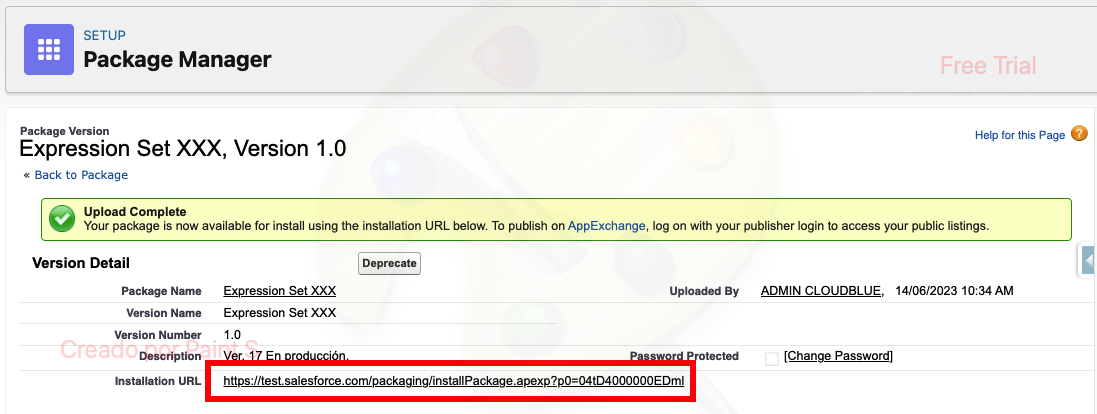 SETUP
Package Manager
Free Trial
Package Version
Expression Set XXX, Version 1.0
Help for this Page ?
« Back to Package
Upload Complete
Your package is now available for install using the installation URL below. To publish on AppExchange, log on with your publisher login to access your public listings.
Version Detail
Deprecate
Package Name Expression Set XXX
Uploaded By ADMIN CLOUDBLUE, 14/06/2023 10:34 AM
Version Name Expression Set XXX
Version Number 1.0
Creado por Paint S
Description Ver. 17 En producción.
Password Protected [Change Password]
Installation URL https://test.salesforce.com/packaging/installPackage.apexp?p0=04tD4000000EDml